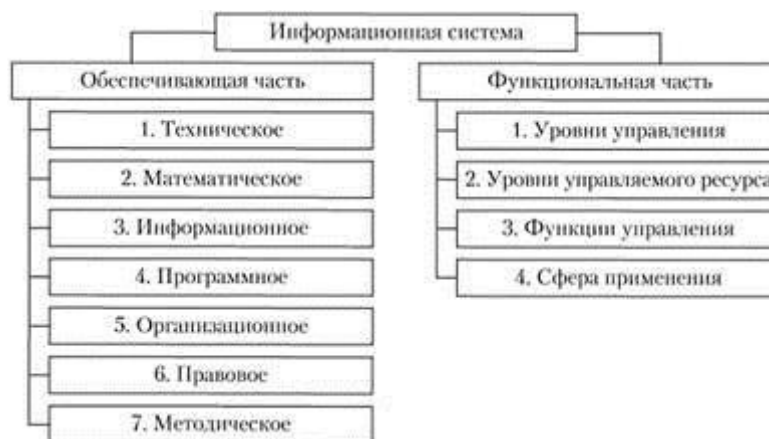 Информационная система
Обеспечивающая часть
1. Техническое
2. Математическое
3. Информационное
4. Программное
5. Организационное
6. Правовое
7. Методическое
Функциональная часть
1. Уровни управления
2. Уровни управляемого ресурса
3. Функции управления
4. Сфера применения